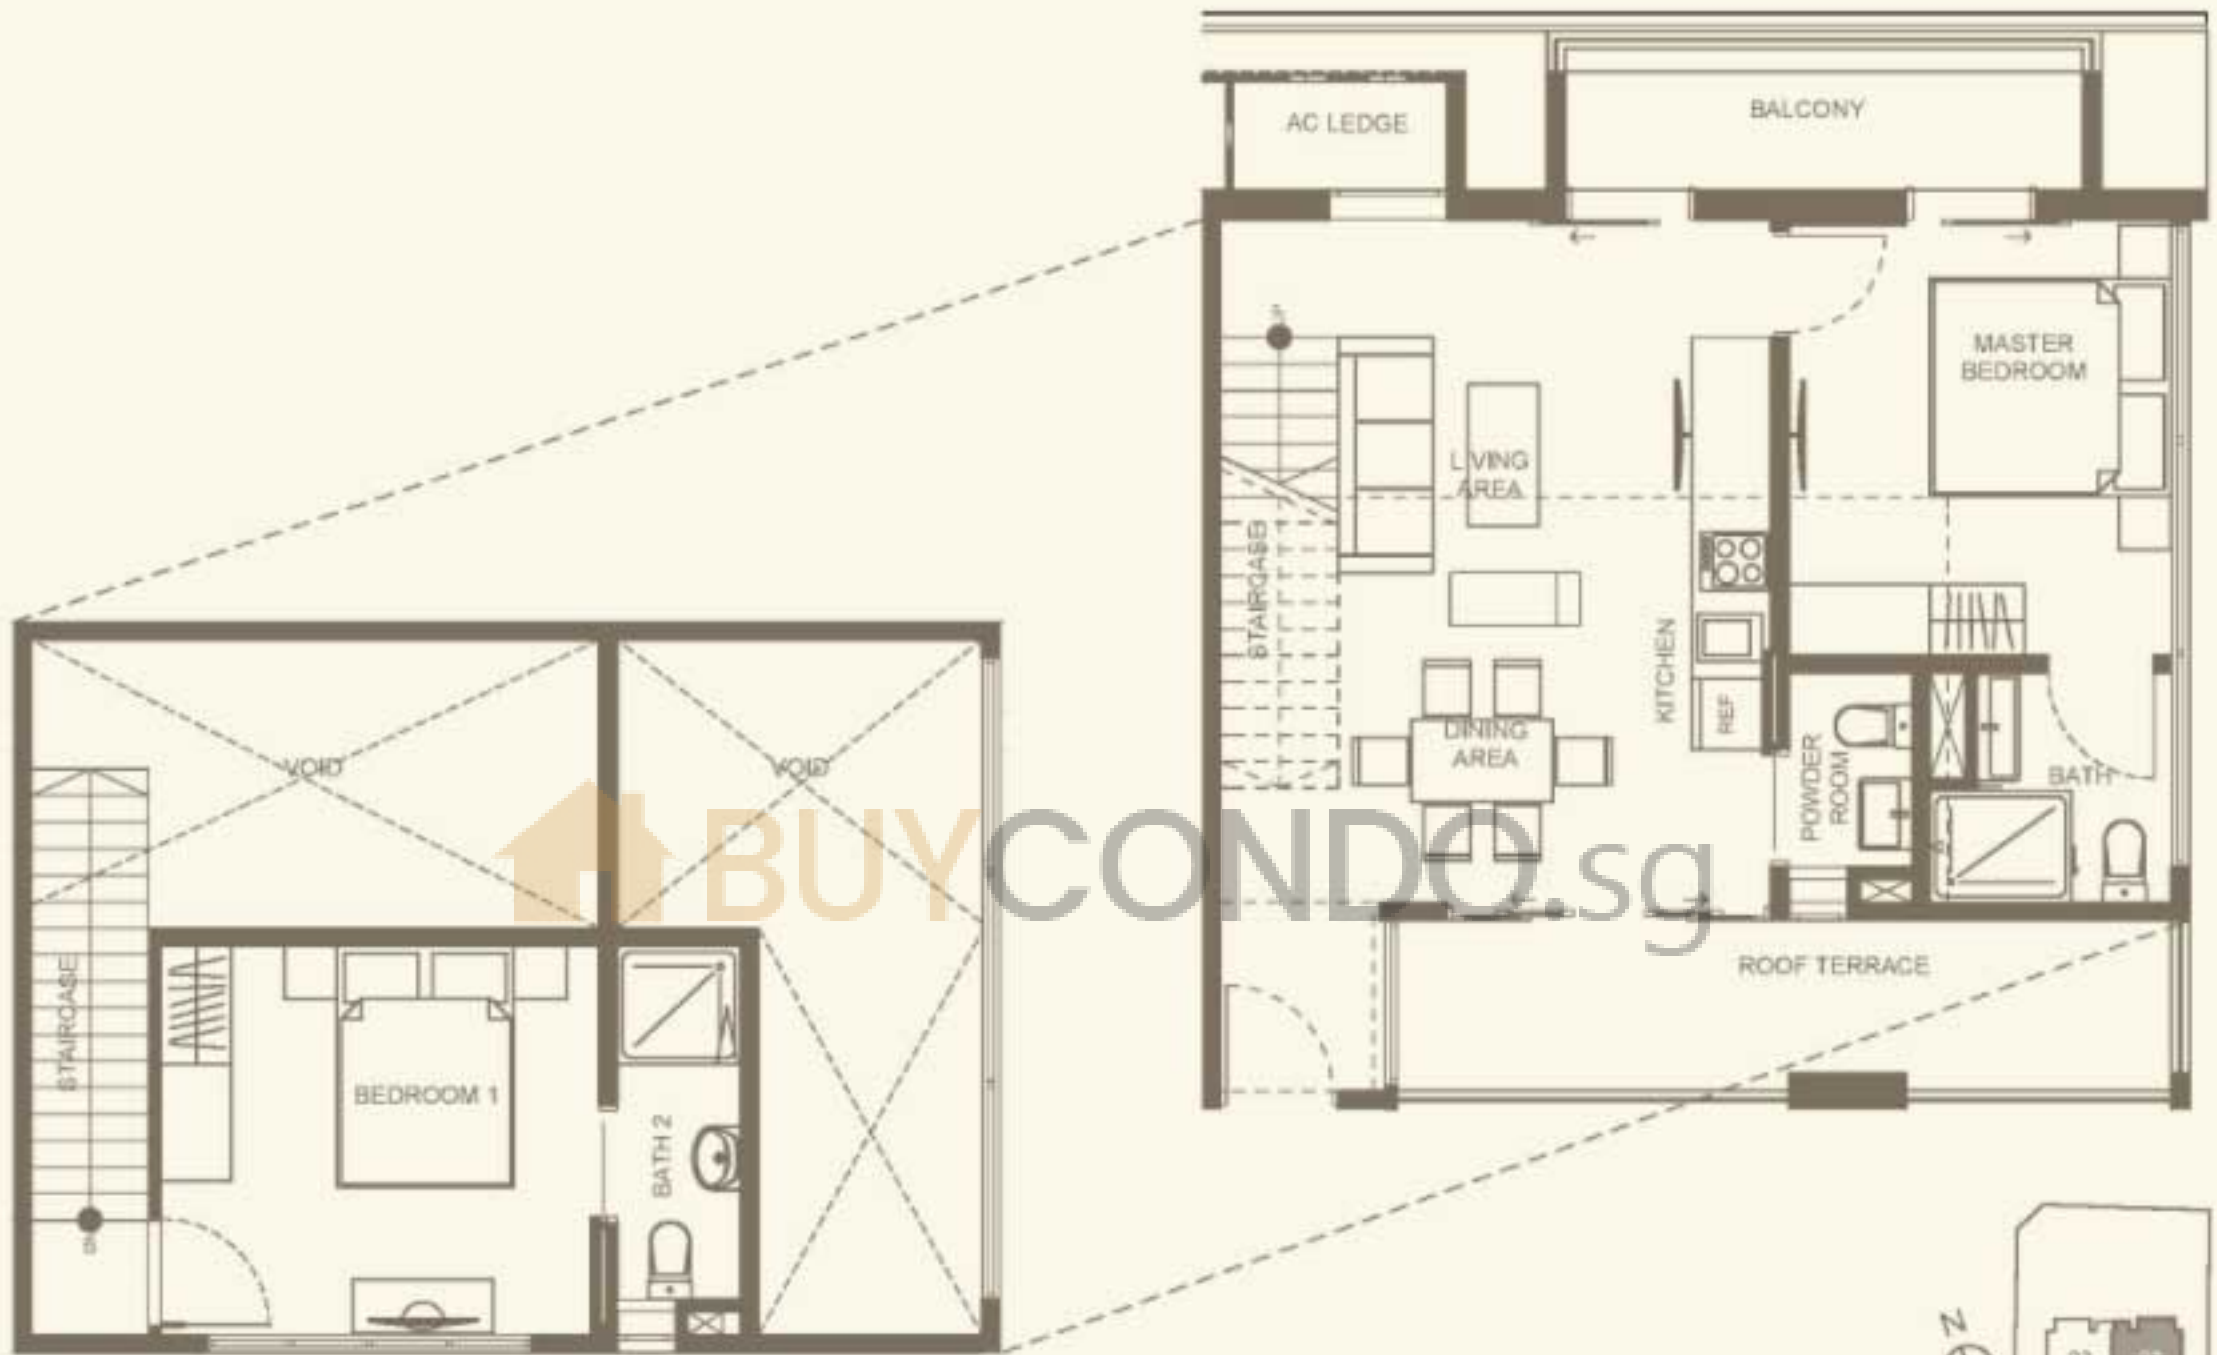 AC LEDGE
BALCONY
MASTER
BEDROOM
LIVING
AREA
STAIRCASE
KITCHEN
REF
DINING
AREA
POWDER
ROOM
BATH
ROOF TERRACE
VOID
VOID
BUYCONDO.sg
STAIRCASE
BEDROOM 1
BATH 2
N